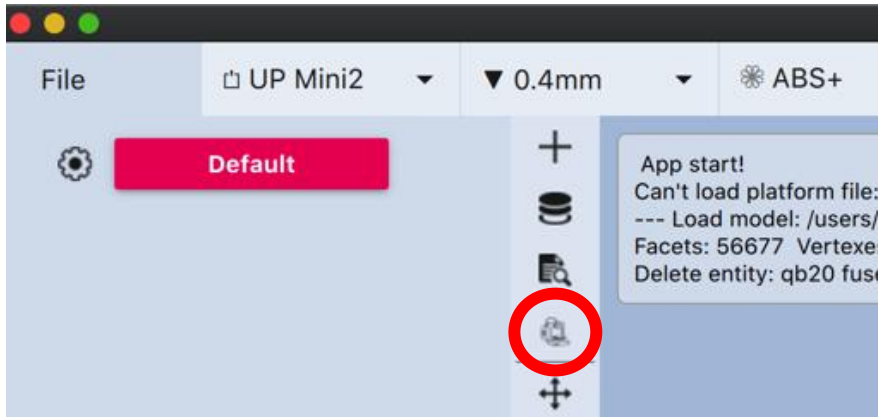 File
UP Mini2
0.4mm
ABS+
Default
App start!
Can't load platform file:
--- Load model: /users/
Facets: 56677 Vertexe
Delete entity: qb20 fus